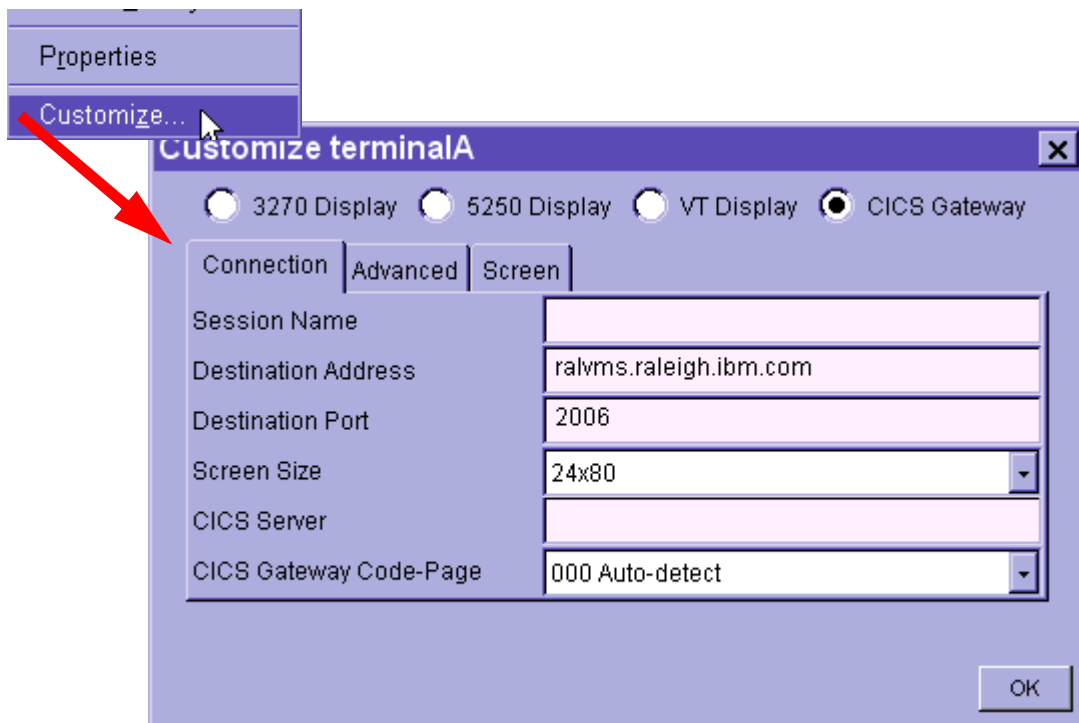 Properties
Customize...
Customize terminalA
3270 Display 5250 Display VT Display CICS Gateway
Connection Advanced Screen
Session Name
Destination Address ralvms.raleigh.ibm.com
Destination Port 2006
Screen Size 24x80
CICS Server
CICS Gateway Code-Page 000 Auto-detect
OK